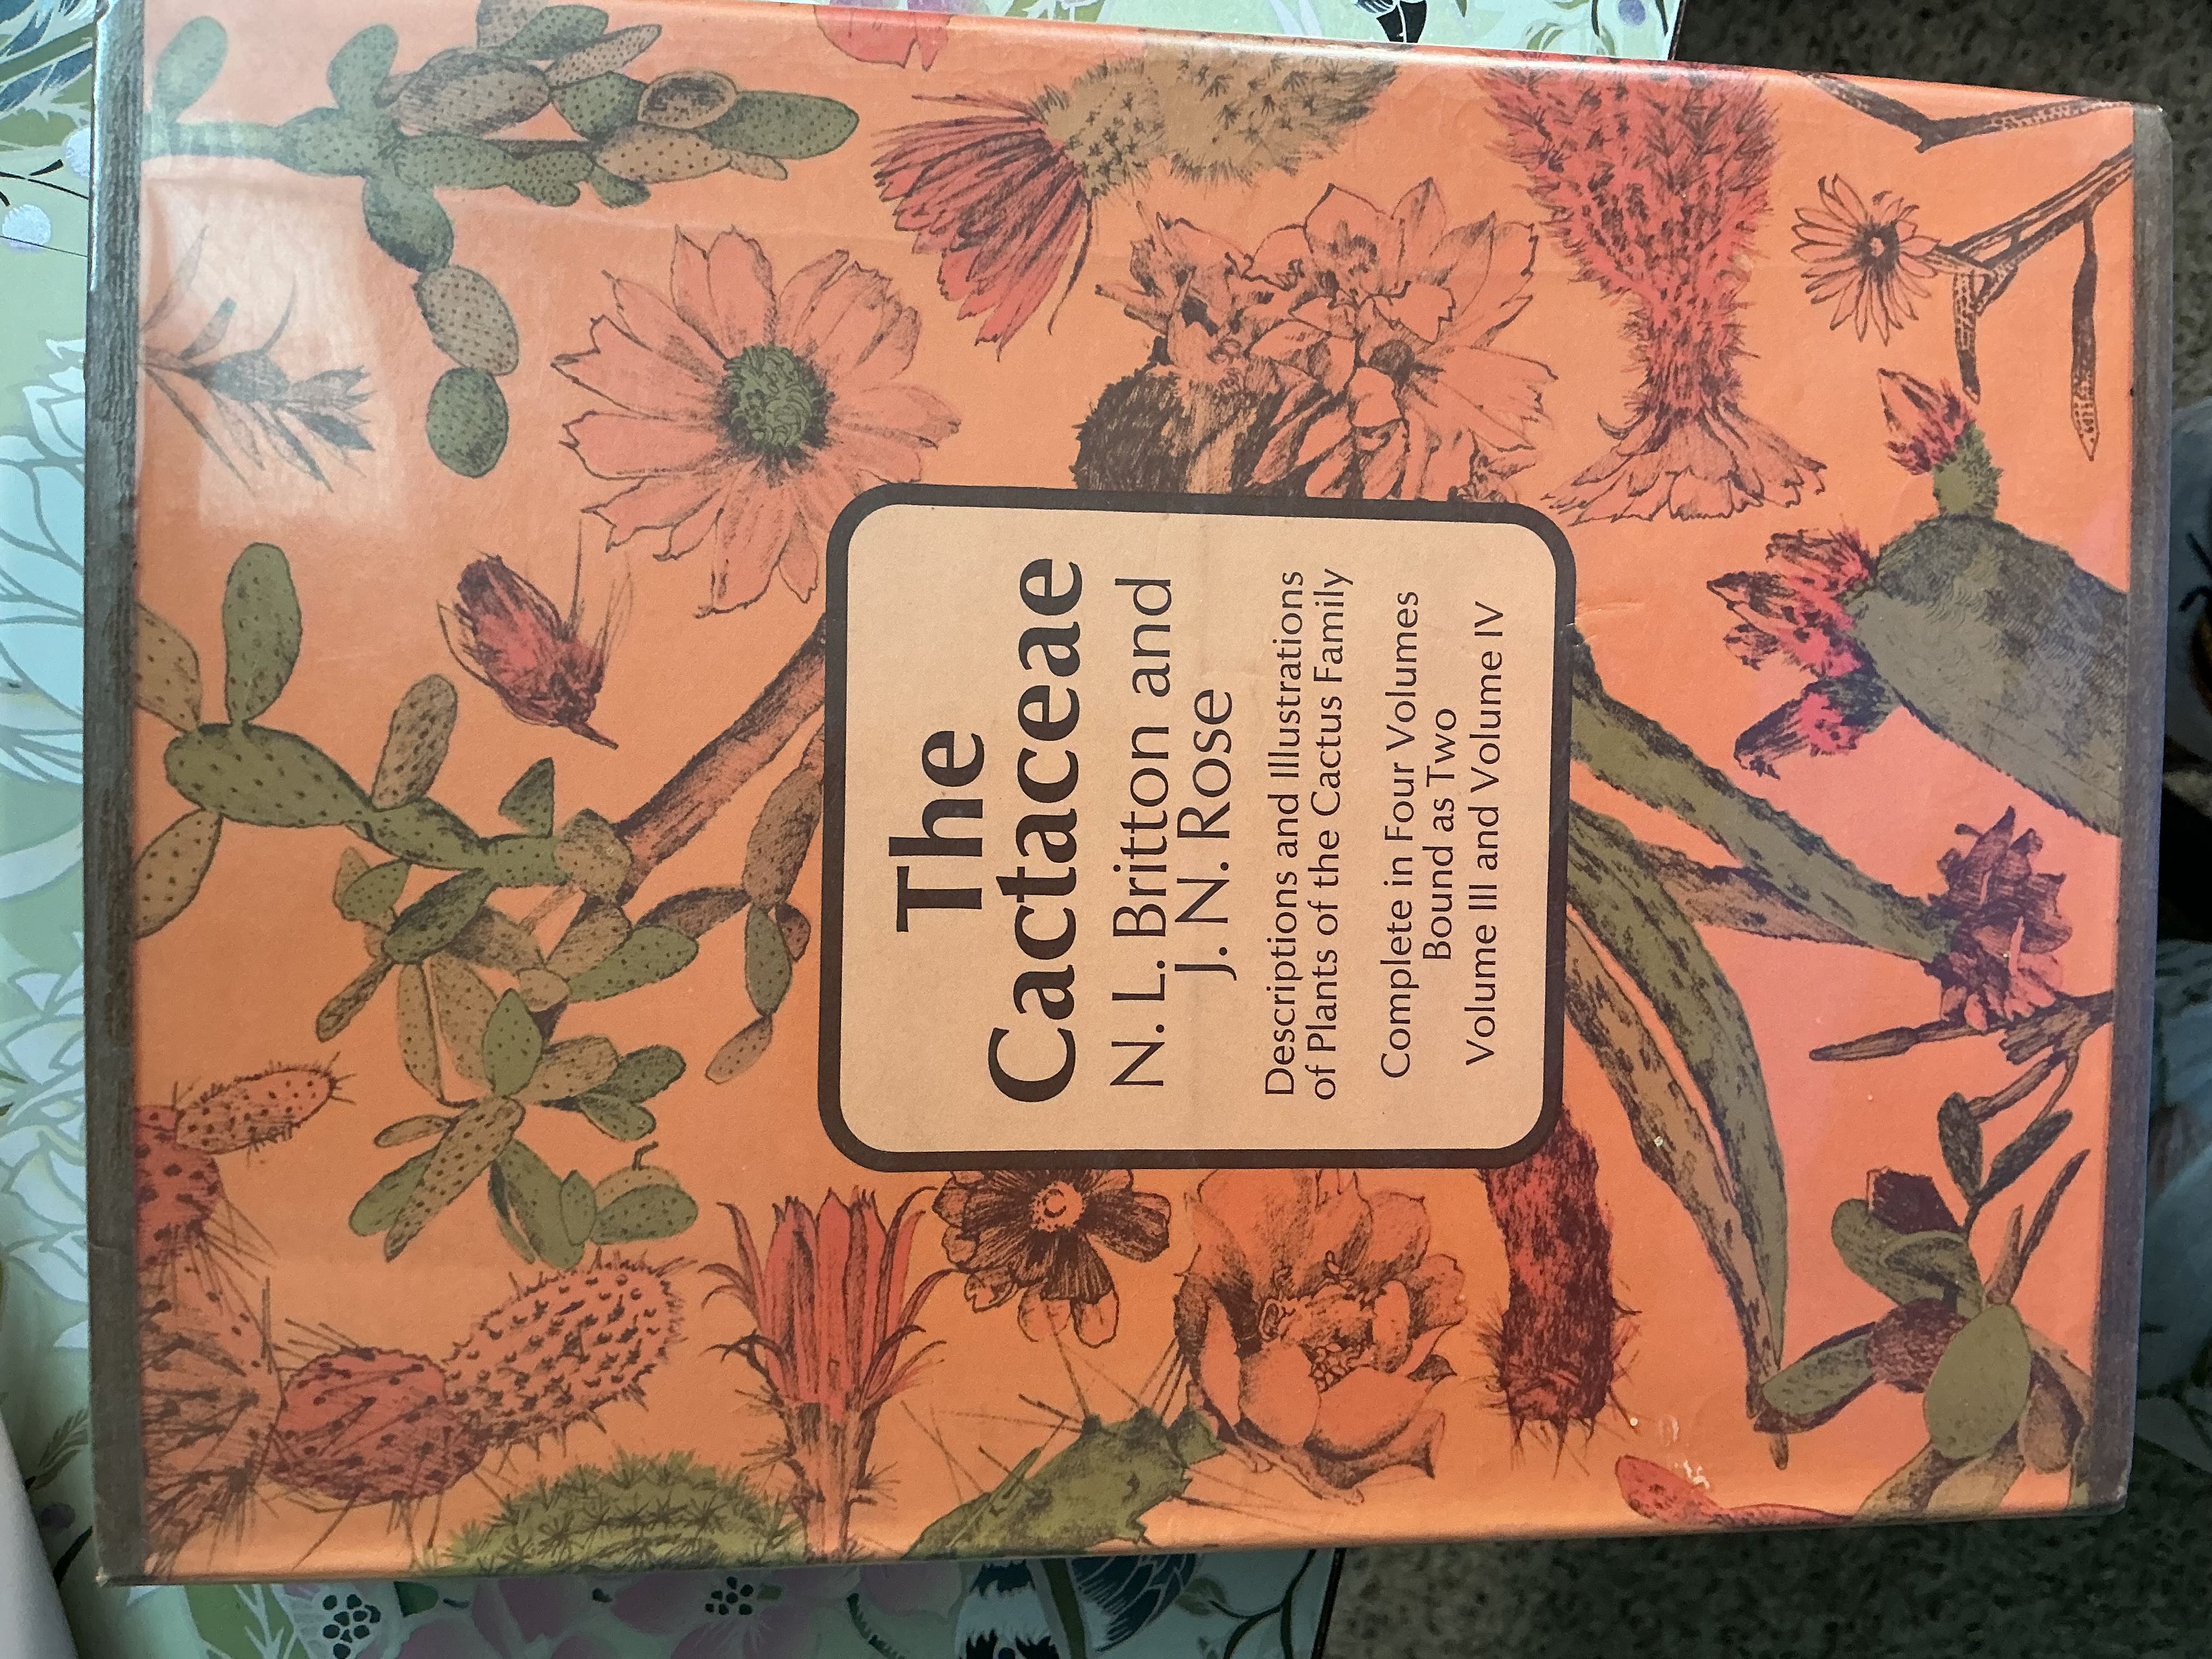 The
Cactaceae
N. L. Britton and
J. N. Rose
Descriptions and Illustrations
of Plants of the Cactus Family
Complete in Four Volumes
Bound as Two
Volume III and Volume IV